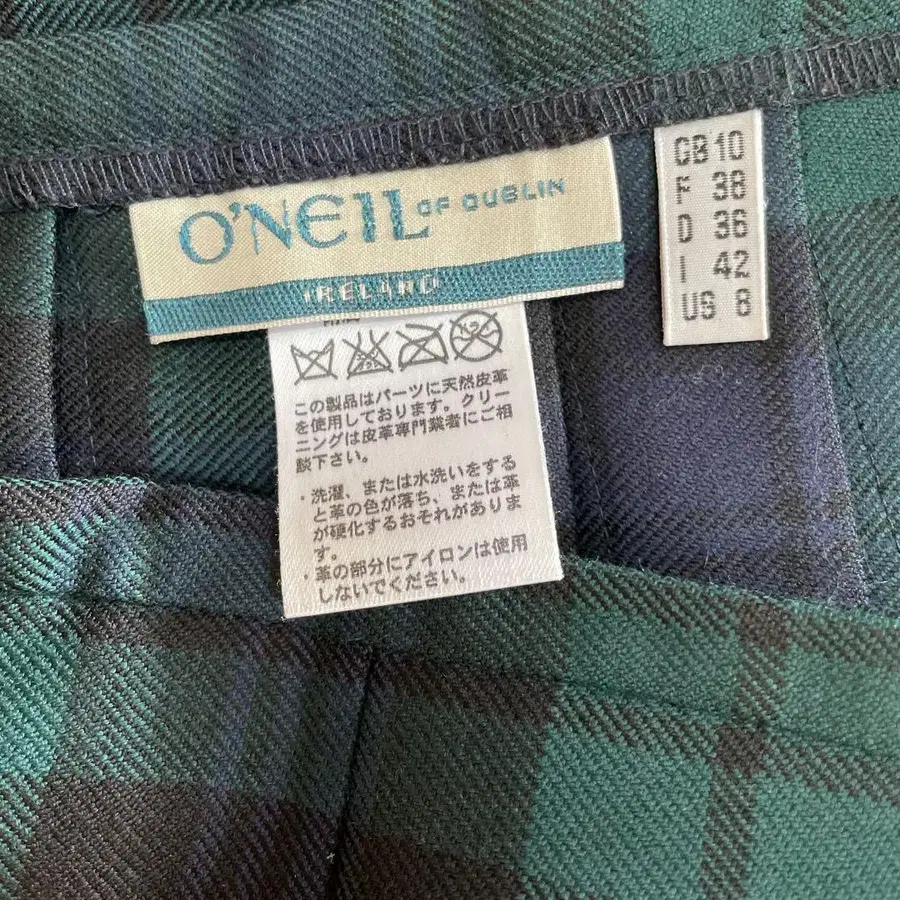 O'NEIL OF DUBLIN
IRELAND
GB 10
F 38
D 36
I 42
US 8
この製品はパーツに天然皮革
を使用しております。クリー
ニングは皮革専門業者にご相
談下さい。
・洗濯、または水洗いをする
と革の色が落ち、または革
が硬化するおそれがありま
す。
・革の部分にアイロンは使用
しないでください。